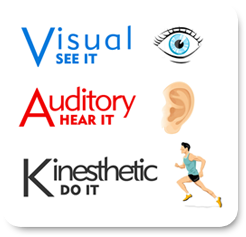 Visual
SEE IT
Auditory
HEAR IT
Kinesthetic
DO IT